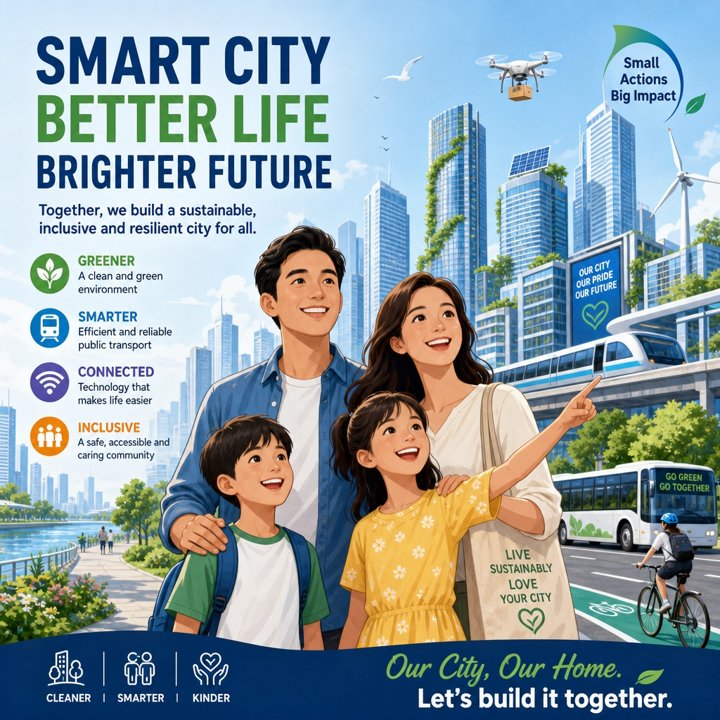 SMART CITY
BETTER LIFE
BRIGHTER FUTURE
Together, we build a sustainable,
inclusive and resilient city for all.
GREENER
A clean and green
environment
SMARTER
Efficient and reliable
public transport
CONNECTED
Technology that
makes life easier
INCLUSIVE
A safe, accessible and
caring community
Small
Actions
Big Impact
OUR CITY
OUR PRIDE
OUR FUTURE
GO GREEN
GO TOGETHER
LIVE
SUSTAINABLY
LOVE
YOUR CITY
CLEANER
SMARTER
KINDER
Our City, Our Home.
Let's build it together.